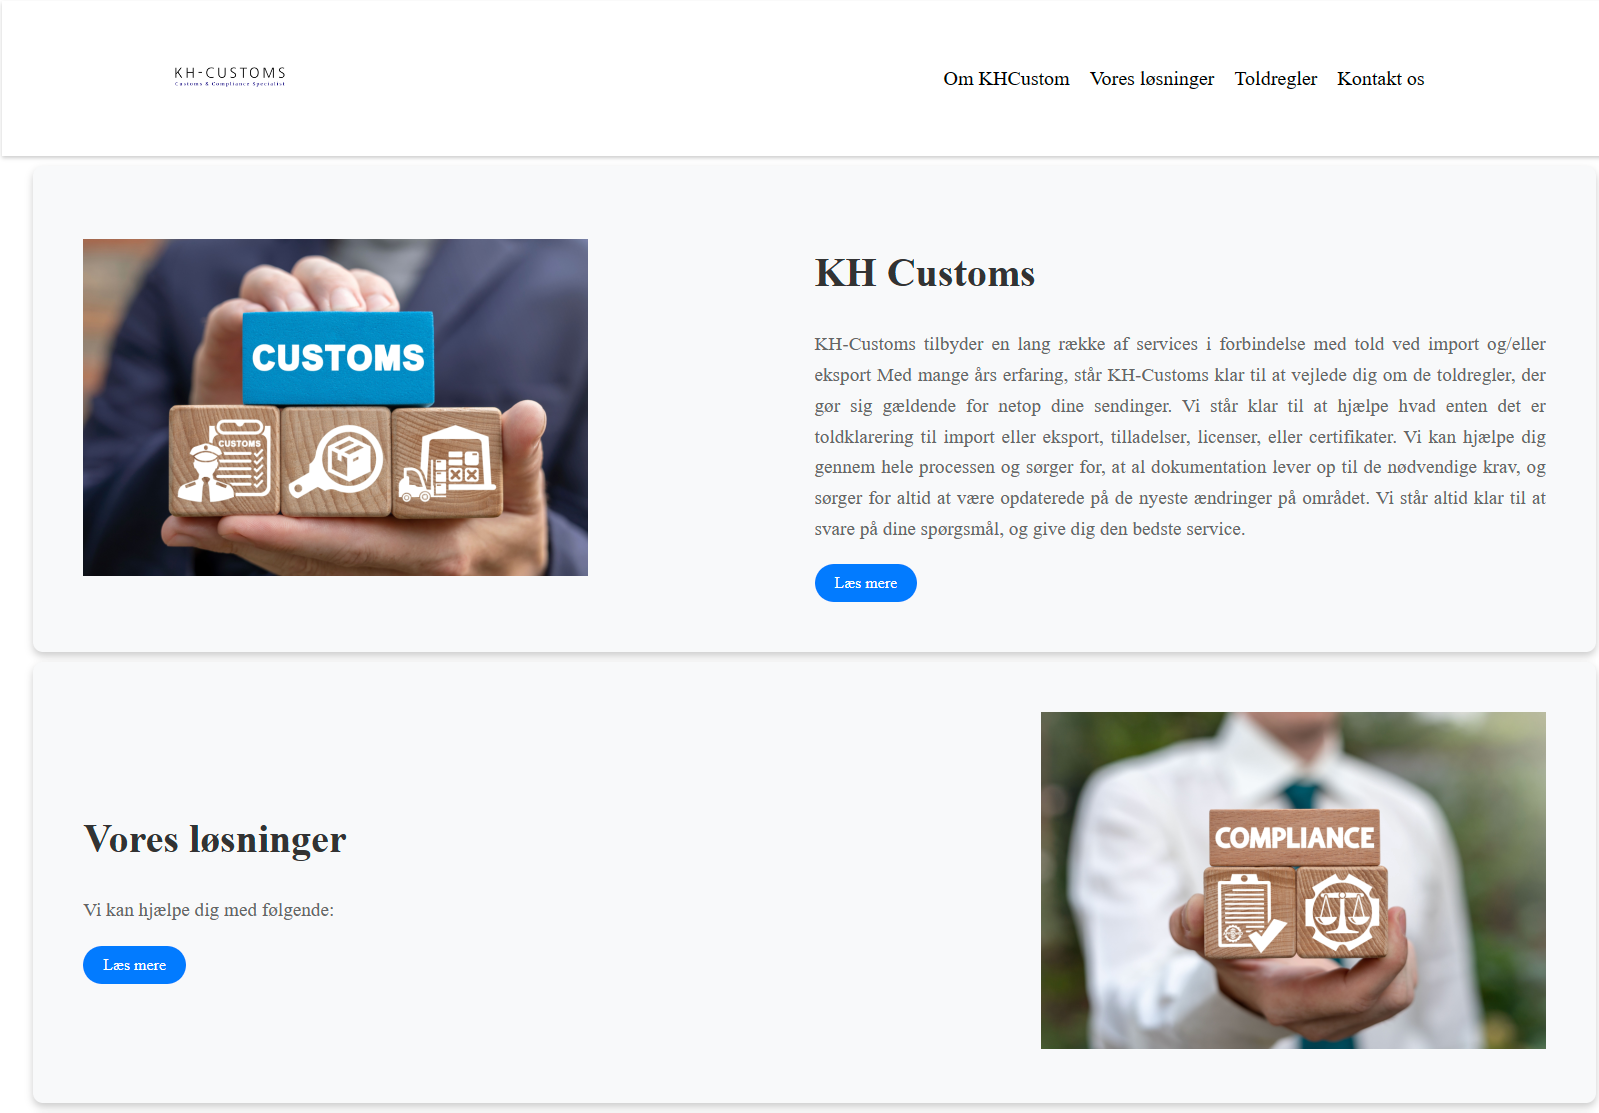 KH-CUSTOMS
Customs & Compliance Specialist
Om KHCustom Vores løsninger Toldregler Kontakt os
CUSTOMS
CUSTOMS
KH Customs
KH-Customs tilbyder en lang række af services i forbindelse med told ved import og/eller
eksport Med mange års erfaring, står KH-Customs klar til at vejlede dig om de toldregler, der
gør sig gældende for netop dine sendinger. Vi står klar til at hjælpe hvad enten det er
toldklarering til import eller eksport, tilladelser, licenser, eller certifikater. Vi kan hjælpe dig
gennem hele processen og sørger for, at al dokumentation lever op til de nødvendige krav, og
sørger for altid at være opdaterede på de nyeste ændringer på området. Vi står altid klar til at
svare på dine spørgsmål, og give dig den bedste service.
Læs mere
Vores løsninger
Vi kan hjælpe dig med følgende:
Læs mere
COMPLIANCE